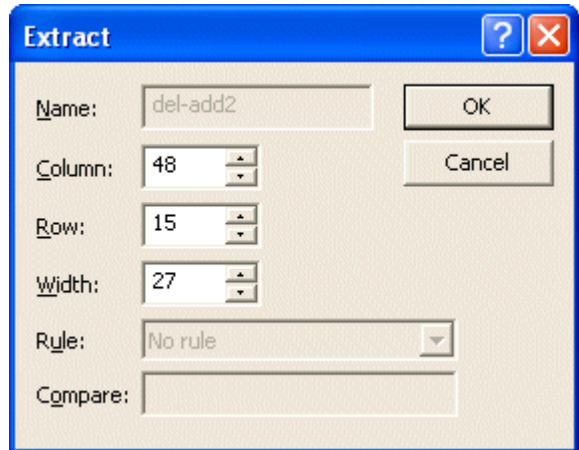 Extract
Name: del-add2 OK
Column: 48 Cancel
Row: 15
Width: 27
Rule: No rule
Compare: